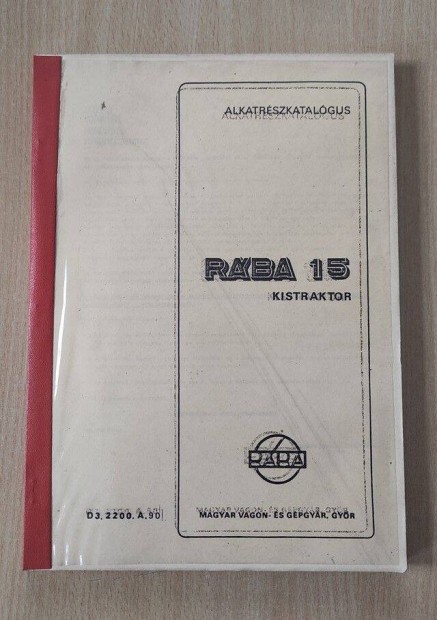 ALKATRÉSZKATALÓGUS
RÁBA 15
KISTRAKTOR
RÁBA
D3.2200.A.90
MAGYAR VAGON- ÉS GÉPGYÁR, GYŐR